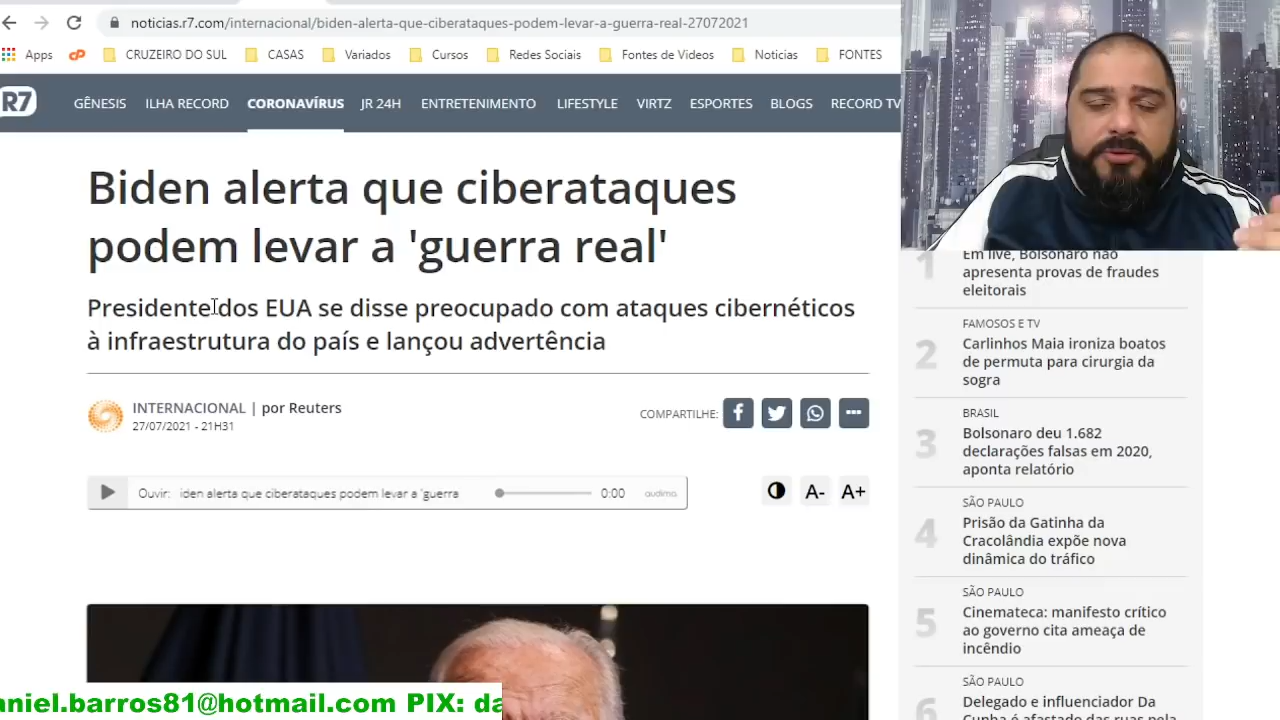 noticias.r7.com/internacional/biden-alerta-que-ciberataques-podem-levar-a-guerra-real-27072021
Apps CRUZEIRO DO SUL CASAS Variados Cursos Redes Sociais Fontes de Videos Noticias FONTES
R7 GÊNESIS ILHA RECORD CORONAVÍRUS JR 24H ENTRETENIMENTO LIFESTYLE VIRTZ ESPORTES BLOGS RECORD TV
Biden alerta que ciberataques
podem levar a 'guerra real'
Presidente dos EUA se disse preocupado com ataques cibernéticos
à infraestrutura do país e lançou advertência
INTERNACIONAL | por Reuters
27/07/2021 - 21H31
COMPARTILHE:
Ouvir: iden alerta que ciberataques podem levar a 'guerra 0:00 audima
A- A+
1
Em live, Bolsonaro não
apresenta provas de fraudes
eleitorais
2
FAMOSOS E TV
Carlinhos Maia ironiza boatos
de permuta para cirurgia da
sogra
3
BRASIL
Bolsonaro deu 1.682
declarações falsas em 2020,
aponta relatório
4
SÃO PAULO
Prisão da Gatinha da
Cracolândia expõe nova
dinâmica do tráfico
5
SÃO PAULO
Cinemateca: manifesto crítico
ao governo cita ameaça de
incêndio
6
SÃO PAULO
Delegado e influenciador Da
Cunha é afastado das ruas pela
aniel.barros81@hotmail.com PIX: da